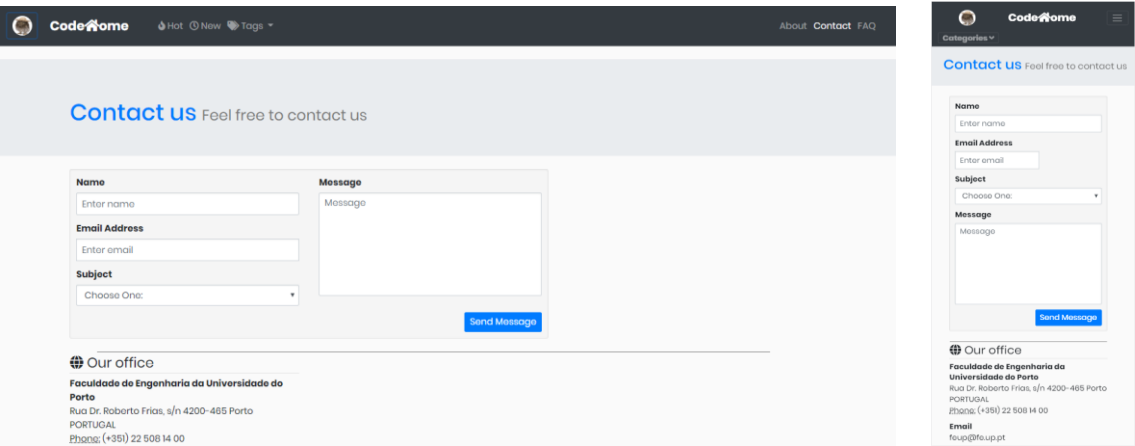 CodeHome Hot New Tags About Contact FAQ
Contact us Feel free to contact us
Name
Enter name
Email Address
Enter email
Subject
Choose One:
Message
Message
Send Message
Our office
Faculdade de Engenharia da Universidade do
Porto
Rua Dr. Roberto Frias, s/n 4200-465 Porto
PORTUGAL
Phone: (+351) 22 508 14 00
CodeHome
Categories
Contact us Feel free to contact us
Name
Enter name
Email Address
Enter email
Subject
Choose One:
Message
Message
Send Message
Our office
Faculdade de Engenharia da
Universidade do Porto
Rua Dr. Roberto Frias, s/n 4200-465 Porto
PORTUGAL
Phone: (+351) 22 508 14 00
Email
feup@fe.up.pt